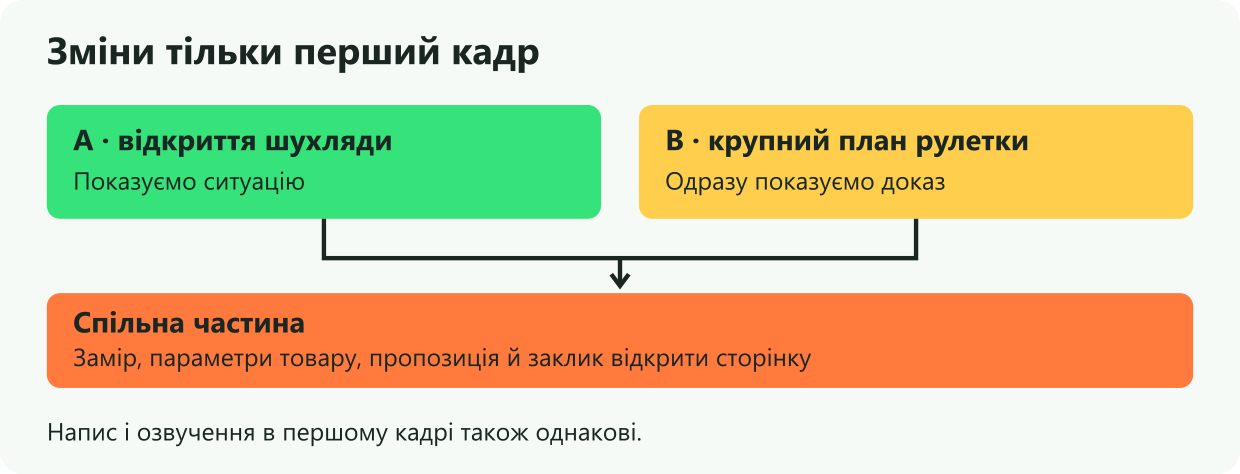 Зміни тільки перший кадр
A · відкриття шухляди
Показуємо ситуацію
B · крупний план рулетки
Одразу показуємо доказ
Спільна частина
Замір, параметри товару, пропозиція й заклик відкрити сторінку
Напис і озвучення в першому кадрі також однакові.